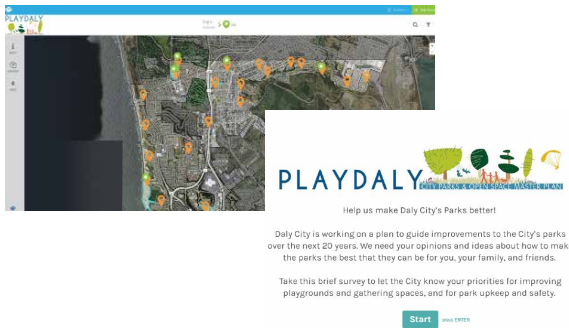 PLAYDALY
PLAYDALY
CITY PARKS & OPEN SPACE MASTER PLAN
Help us make Daly City's Parks better!
Daly City is working on a plan to guide improvements to the City's parks
over the next 20 years. We need your opinions and ideas about how to mak
the parks the best that they can be for you, your family, and friends.
Take this brief survey to let the City know your priorities for improving
playgrounds and gathering spaces, and for park upkeep and safety.
Start
press ENTER